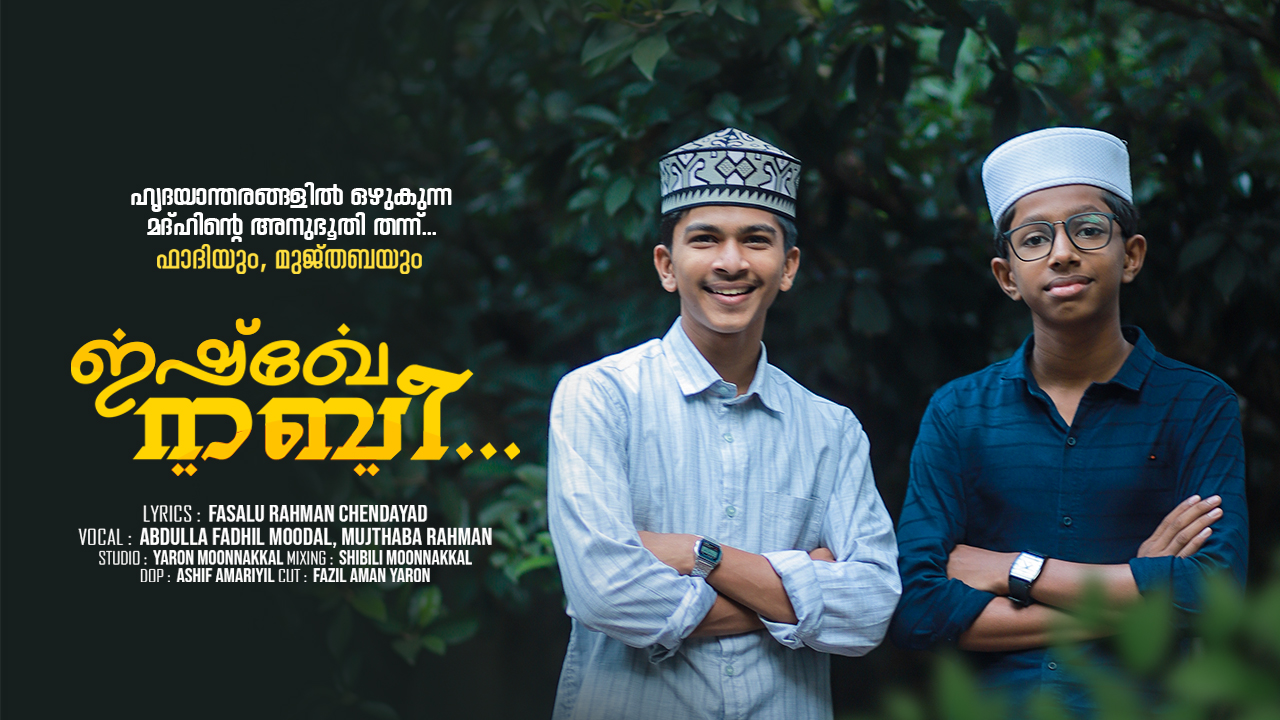 ഹൃദയാന്തരങ്ങളിൽ ഒഴുകുന്ന
മദ്ഹിന്റെ അനുഭൂതി തന്ന്...
ഫാദിയും, മുജ്തബയും
ഇഷ്ഖേ
നബീ...
LYRICS : FASALU RAHMAN CHENDAYAD
VOCAL : ABDULLA FADHIL MOODAL, MUJTHABA RAHMAN
STUDIO : YARON MOONNAKKAL MIXING : SHIBILI MOONNAKKAL
DOP : ASHIF AMARIYIL CUT : FAZIL AMAN YARON